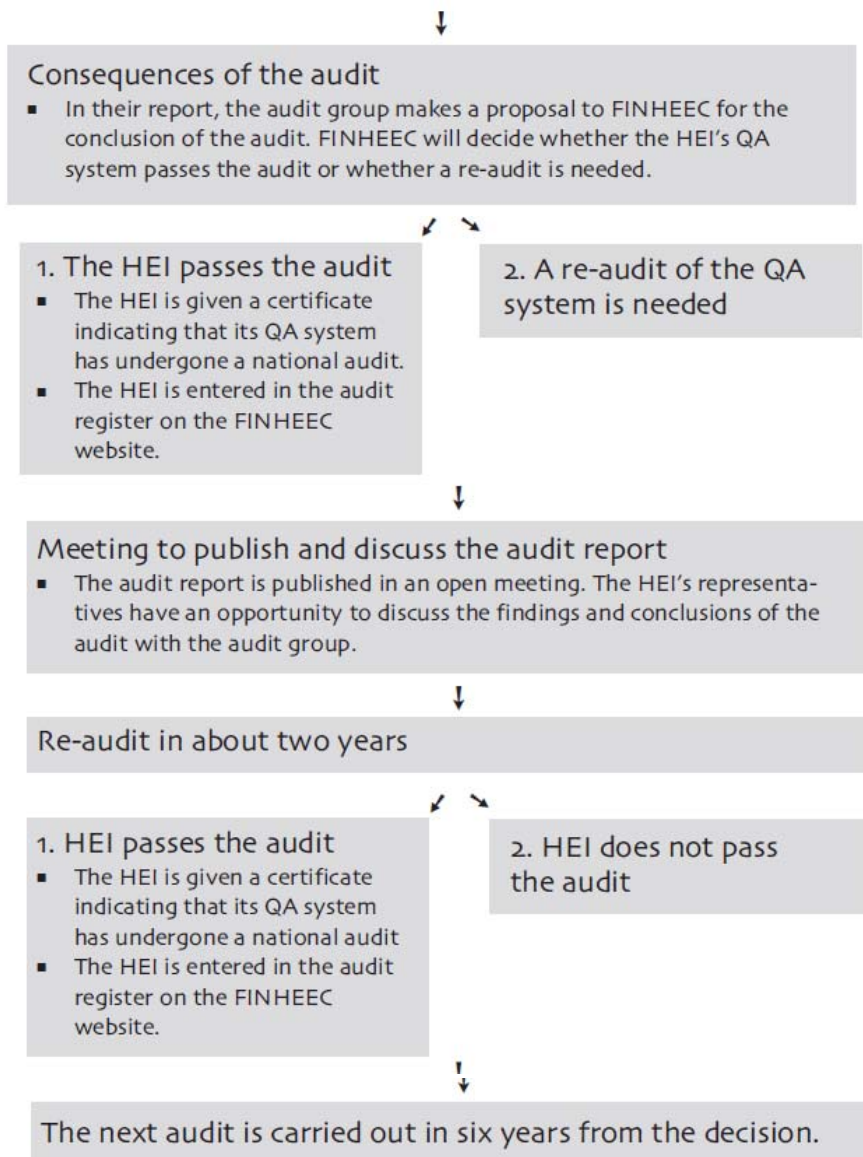 Consequences of the audit
▪ In their report, the audit group makes a proposal to FINHEEC for the
conclusion of the audit. FINHEEC will decide whether the HEI's QA
system passes the audit or whether a re-audit is needed.
1. The HEI passes the audit
▪ The HEI is given a certificate
indicating that its QA system
has undergone a national audit.
▪ The HEI is entered in the audit
register on the FINHEEC
website.
2. A re-audit of the QA
system is needed
Meeting to publish and discuss the audit report
▪ The audit report is published in an open meeting. The HEI's representa-
tives have an opportunity to discuss the findings and conclusions of the
audit with the audit group.
Re-audit in about two years
1. HEI passes the audit
▪ The HEI is given a certificate
indicating that its QA system
has undergone a national audit
▪ The HEI is entered in the audit
register on the FINHEEC
website.
2. HEI does not pass
the audit
The next audit is carried out in six years from the decision.